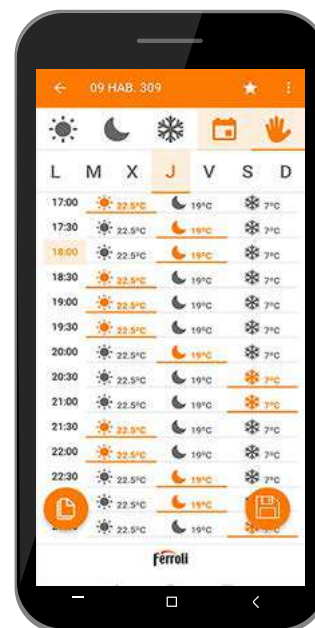 09 HAB. 309
L M X J V S D
17:00 22.5ºC 19ºC 7ºC
17:30 22.5ºC 19ºC 7ºC
18:00 22.5ºC 19ºC 7ºC
18:30 22.5ºC 19ºC 7ºC
19:00 22.5ºC 19ºC 7ºC
19:30 22.5ºC 19ºC 7ºC
20:00 22.5ºC 19ºC 7ºC
20:30 22.5ºC 19ºC 7ºC
21:00 22.5ºC 19ºC 7ºC
21:30 22.5ºC 19ºC 7ºC
22:00 22.5ºC 19ºC 7ºC
22:30 22.5ºC 19ºC 7ºC
22.5ºC 19ºC
22.5ºC 19ºC
ferroli